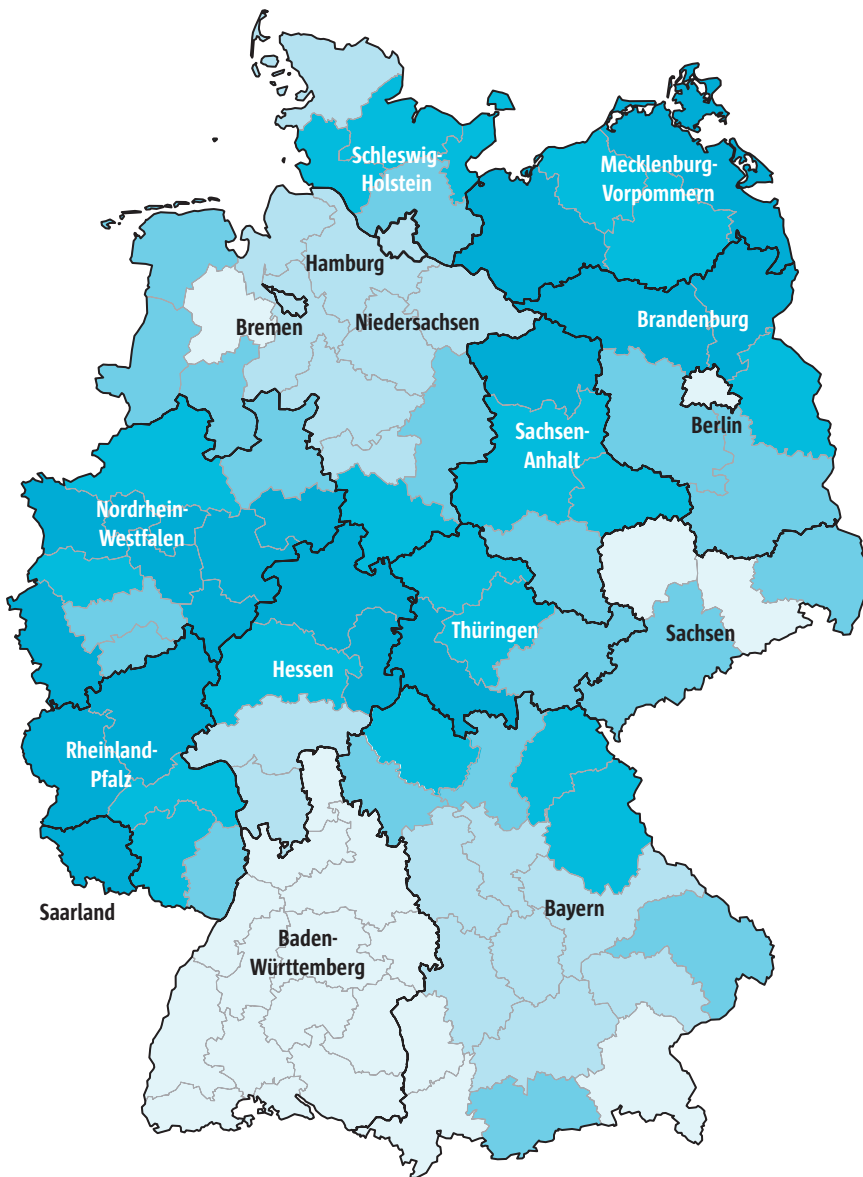 Schleswig-
Holstein
Mecklenburg-
Vorpommern
Hamburg
Bremen
Niedersachsen
Brandenburg
Berlin
Sachsen-
Anhalt
Nordrhein-
Westfalen
Thüringen
Sachsen
Hessen
Rheinland-
Pfalz
Saarland
Bayern
Baden-
Württemberg